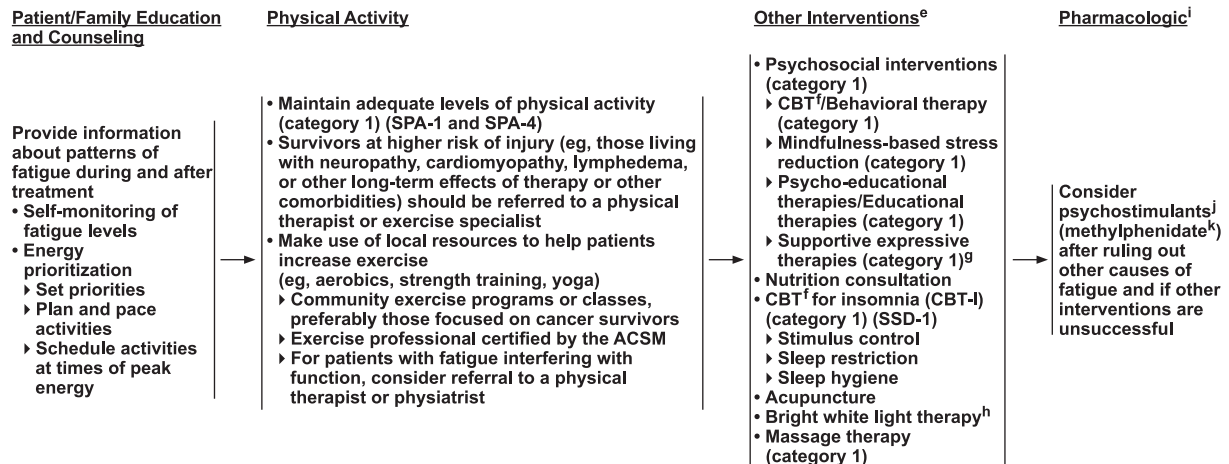 Patient/Family Education
and Counseling
Provide information
about patterns of
fatigue during and after
treatment
• Self-monitoring of
fatigue levels
• Energy
prioritization
▸ Set priorities
▸ Plan and pace
activities
▸ Schedule activities
at times of peak
energy
Physical Activity
• Maintain adequate levels of physical activity
(category 1) (SPA-1 and SPA-4)
• Survivors at higher risk of injury (eg, those living
with neuropathy, cardiomyopathy, lymphedema,
or other long-term effects of therapy or other
comorbidities) should be referred to a physical
therapist or exercise specialist
• Make use of local resources to help patients
increase exercise
(eg, aerobics, strength training, yoga)
▸ Community exercise programs or classes,
preferably those focused on cancer survivors
▸ Exercise professional certified by the ACSM
▸ For patients with fatigue interfering with
function, consider referral to a physical
therapist or physiatrist
Other Interventionsᵉ
• Psychosocial interventions
(category 1)
▸ CBTᶠ/Behavioral therapy
(category 1)
▸ Mindfulness-based stress
reduction (category 1)
▸ Psycho-educational
therapies/Educational
therapies (category 1)
▸ Supportive expressive
therapies (category 1)ᵍ
• Nutrition consultation
• CBTᶠ for insomnia (CBT-I)
(category 1) (SSD-1)
▸ Stimulus control
▸ Sleep restriction
▸ Sleep hygiene
• Acupuncture
• Bright white light therapyʰ
• Massage therapy
(category 1)
Pharmacologicⁱ
Consider
psychostimulantsʲ
(methylphenidateᵏ)
after ruling out
other causes of
fatigue and if other
interventions are
unsuccessful